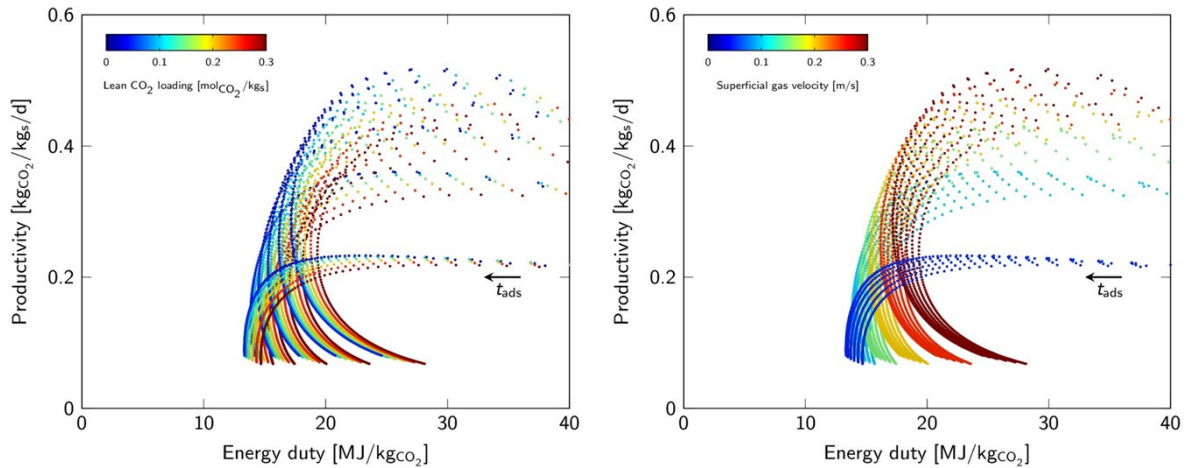 0.6
0.4
0.2
0
Productivity [kgCO2/kgs/d]
0 0.1 0.2 0.3
Lean CO2 loading [molCO2/kgs]
tads
0 10 20 30 40
Energy duty [MJ/kgCO2]
0.6
0.4
0.2
0
Productivity [kgCO2/kgs/d]
0 0.1 0.2 0.3
Superficial gas velocity [m/s]
tads
0 10 20 30 40
Energy duty [MJ/kgCO2]